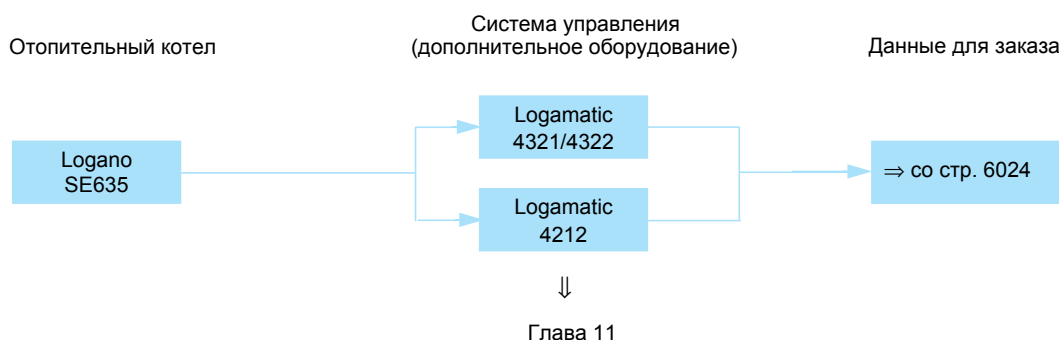 Отопительный котел
Система управления
(дополнительное оборудование)
Данные для заказа
Logano
SE635
Logamatic
4321/4322
Logamatic
4212
⇒ со стр. 6024
⇓
Глава 11